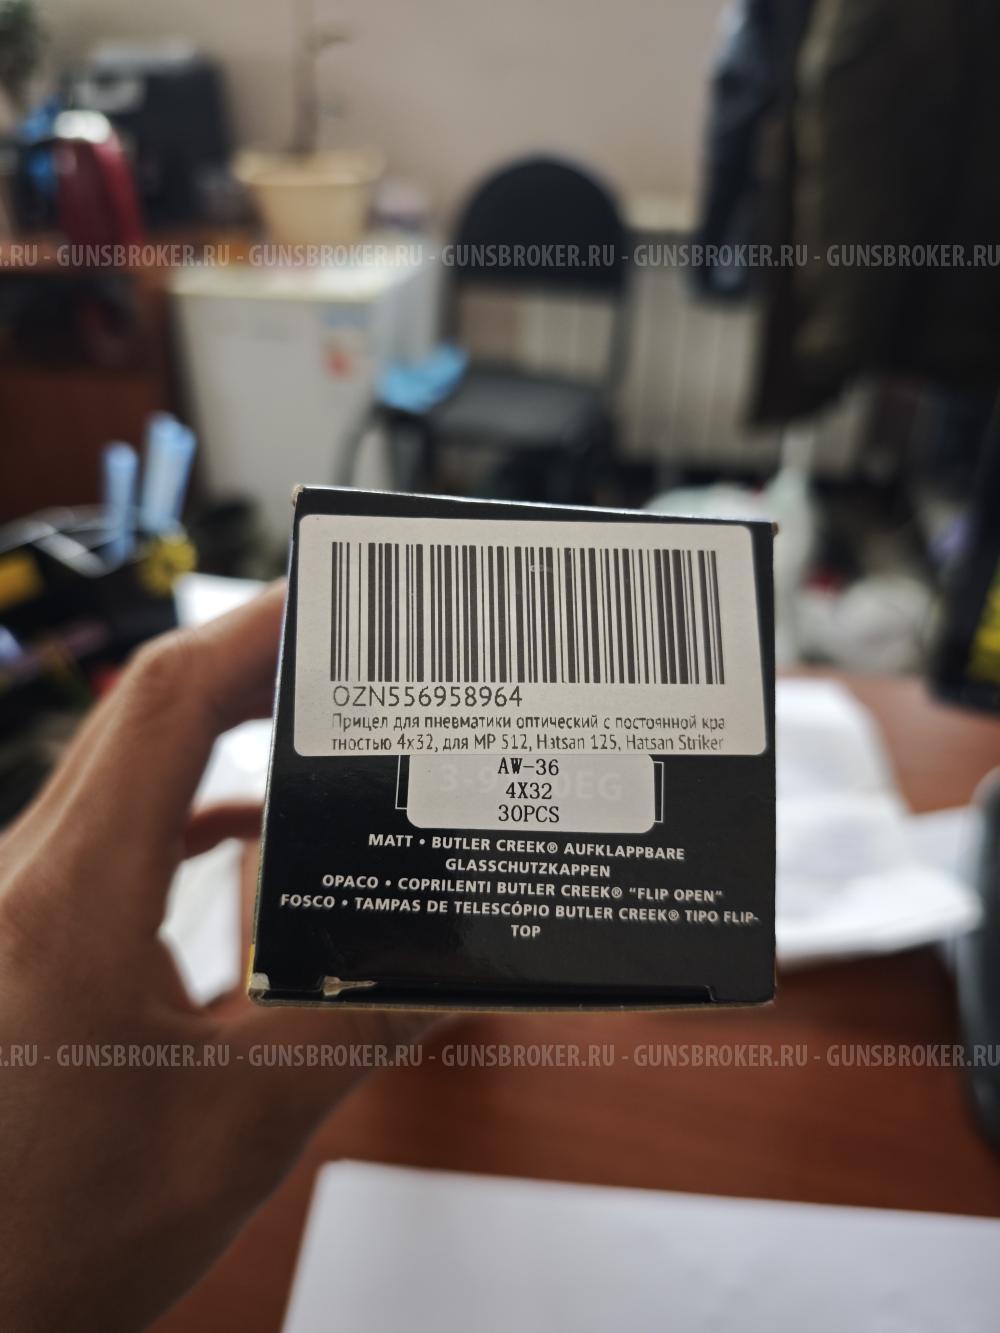 .RU - GUNSBROKER.RU - GUNSBROKER.RU - GUNSBROKER.RU - GUNSBROKER.RU - GUNSBROKER.RU
OZN556958964
Прицел для пневматики оптический с постоянной кра
тностью 4x32, для MP 512, Hatsan 125, Hatsan Striker
AW-36
4X32
30PCS
MATT • BUTLER CREEK® AUFKLAPPBARE
GLASSCHUTZKAPPEN
OPACO • COPRILENTI BUTLER CREEK® “FLIP OPEN”
FOSCO • TAMPAS DE TELESCÓPIO BUTLER CREEK® TIPO FLIP-
TOP
.RU - GUNSBROKER.RU - GUNSBROKER.RU - GUNSBROKER.RU - GUNSBROKER.RU - GUNSBROKER.RU